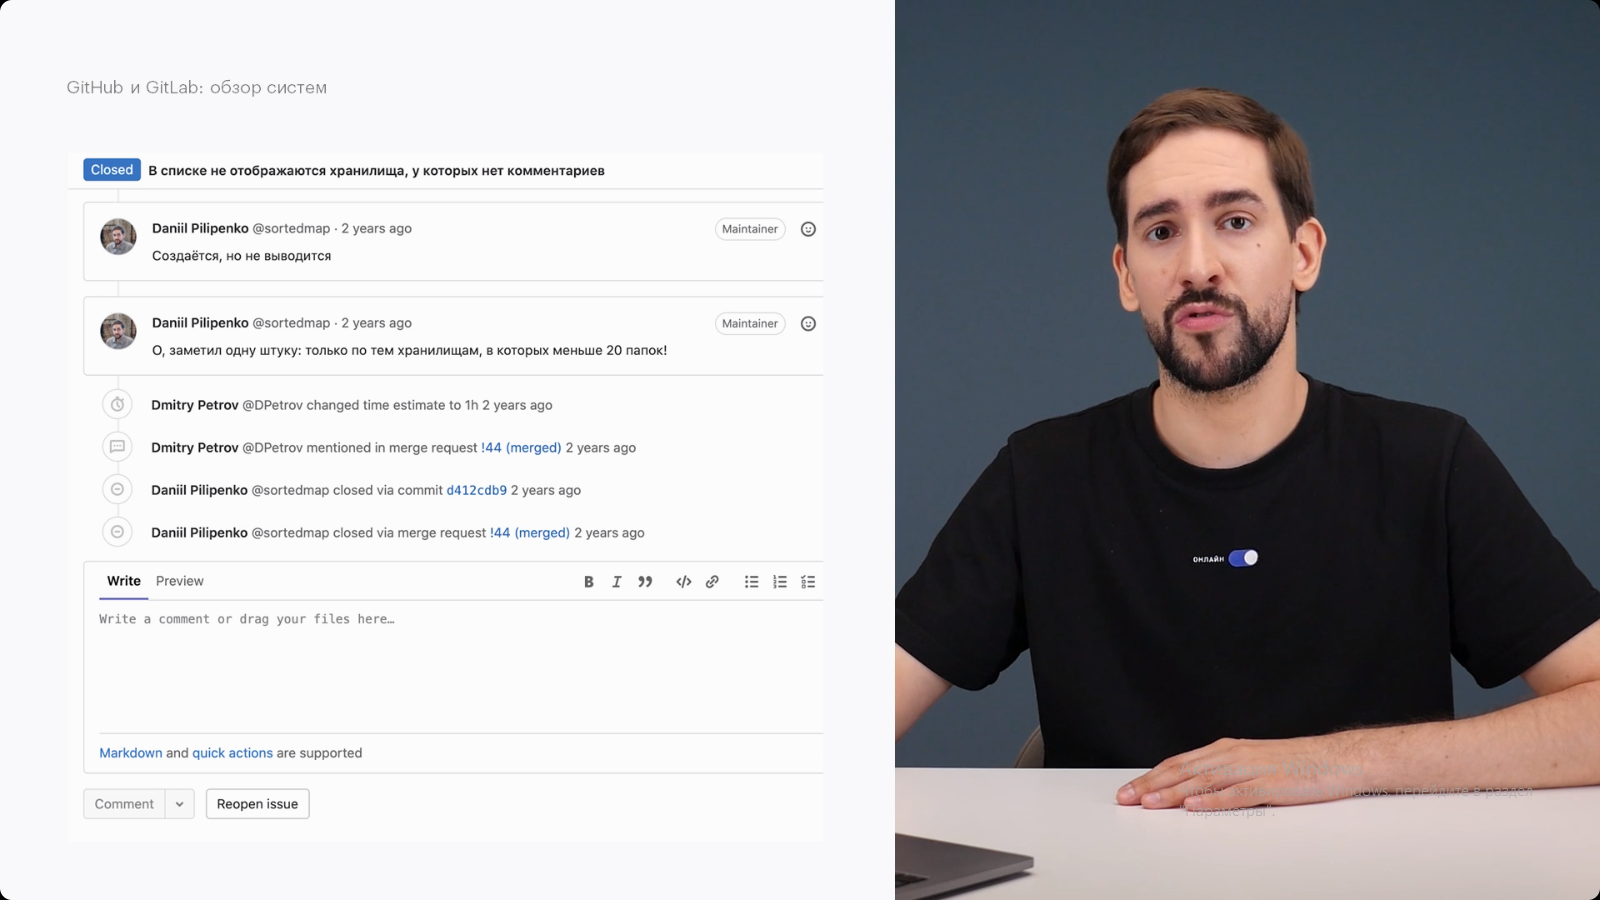 GitHub и GitLab: обзор систем
Closed В списке не отображаются хранилища, у которых нет комментариев
Daniil Pilipenko @sortedmap · 2 years ago Maintainer
Создаётся, но не выводится
Daniil Pilipenko @sortedmap · 2 years ago Maintainer
О, заметил одну штуку: только по тем хранилищам, в которых меньше 20 папок!
Dmitry Petrov @DPetrov changed time estimate to 1h 2 years ago
Dmitry Petrov @DPetrov mentioned in merge request !44 (merged) 2 years ago
Daniil Pilipenko @sortedmap closed via commit d412cdb9 2 years ago
Daniil Pilipenko @sortedmap closed via merge request !44 (merged) 2 years ago
Write Preview
Write a comment or drag your files here…
Markdown and quick actions are supported
Comment Reopen issue
ОНЛАЙН
Windows, перейдите в раздел
"Параметры".